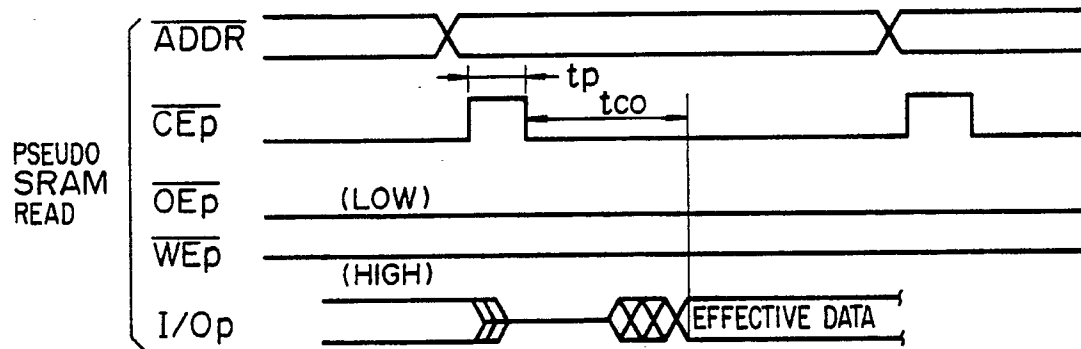 ADDR
tp
CEp
tco
PSEUDO
SRAM
READ
OEp
(LOW)
WEp
(HIGH)
I/Op
EFFECTIVE DATA